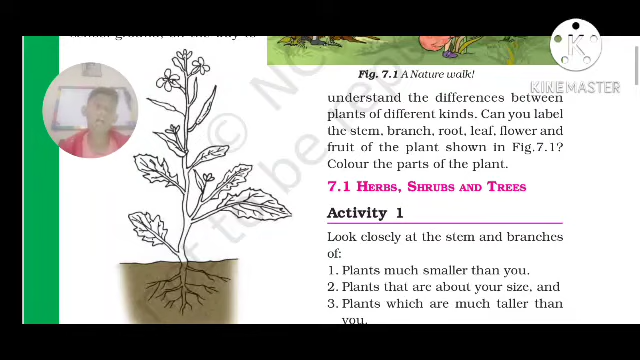 Fig. 7.1 A Nature walk!
KINEMASTER
understand the differences between
plants of different kinds. Can you label
the stem, branch, root, leaf, flower and
fruit of the plant shown in Fig.7.1?
Colour the parts of the plant.
7.1 HERBS, SHRUBS AND TREES
Activity 1
Look closely at the stem and branches
of:
1. Plants much smaller than you.
2. Plants that are about your size, and
3. Plants which are much taller than
you.